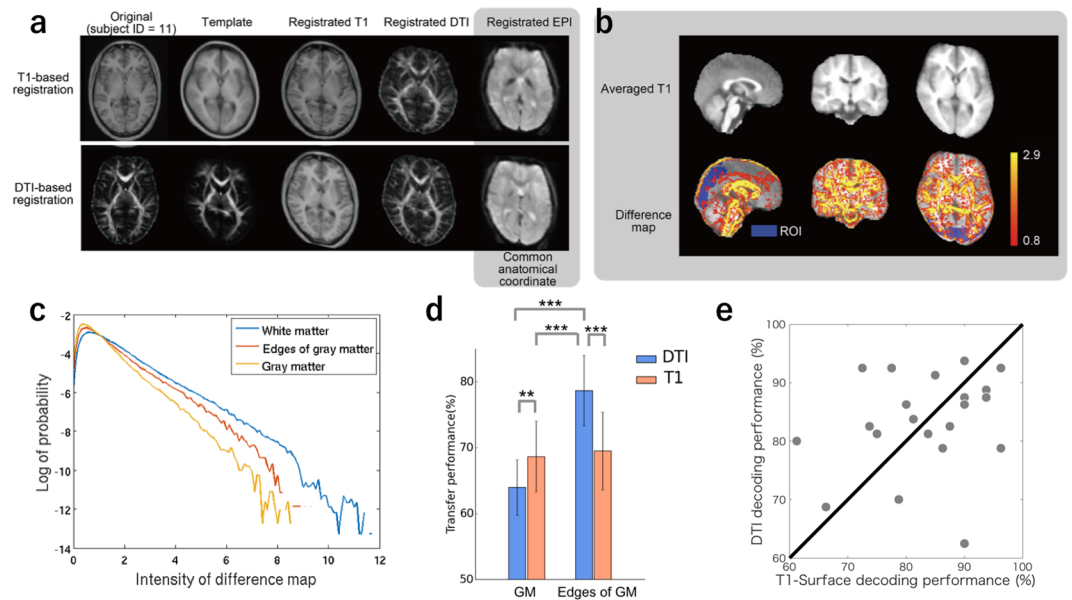 a
Original
(subject ID = 11)
Template
Registrated T1
Registrated DTI
Registrated EPI
T1-based
registration
DTI-based
registration
Common
anatomical
coordinate
b
Averaged T1
Difference
map
ROI
2.9
0.8
c
-2
-4
-6
-8
-10
-12
-14
0
2
4
6
8
10
12
Log of probability
Intensity of difference map
White matter
Edges of gray matter
Gray matter
d
***
***
***
**
DTI
T1
80
70
60
50
Transfer performance(%)
GM
Edges of GM
e
100
90
80
70
60
60
70
80
90
100
DTI decoding performance (%)
T1-Surface decoding performance (%)